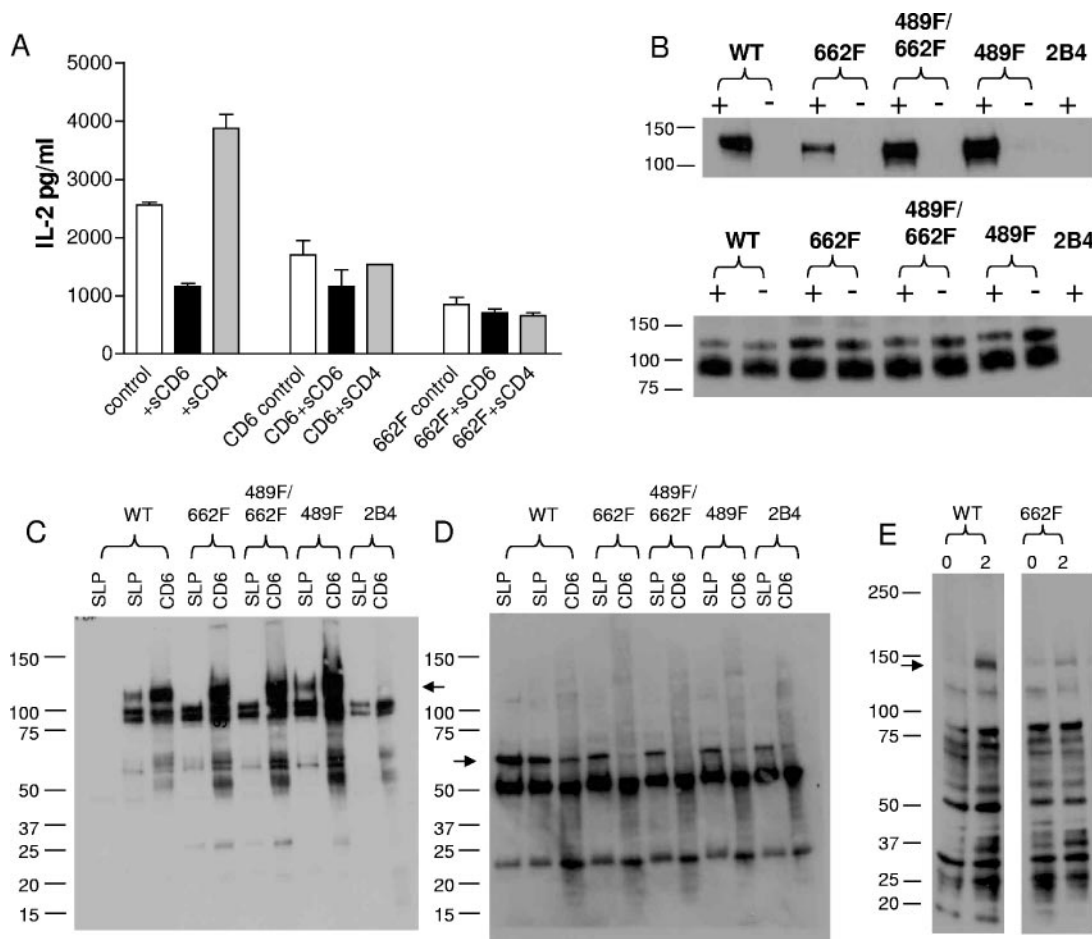 A
5000
4000
3000
2000
1000
0
IL-2 pg/ml
control
+sCD6
+sCD4
CD6 control
CD6+sCD6
CD6+sCD4
662F control
662F+sCD6
662F+sCD4
B
489F/
WT 662F 662F 489F 2B4
+ - + - + - + - +
150
100
489F/
WT 662F 662F 489F 2B4
+ - + - + - + - +
150
100
75
C
489F/
WT 662F 662F 489F 2B4
SLP SLP CD6 SLP CD6 SLP CD6 SLP CD6 SLP CD6
150
100
75
50
37
25
20
15
D
489F/
WT 662F 662F 489F 2B4
SLP SLP CD6 SLP CD6 SLP CD6 SLP CD6 SLP CD6
150
100
75
50
37
25
20
15
E
WT 662F
0 2 0 2
250
150
100
75
50
37
25
20